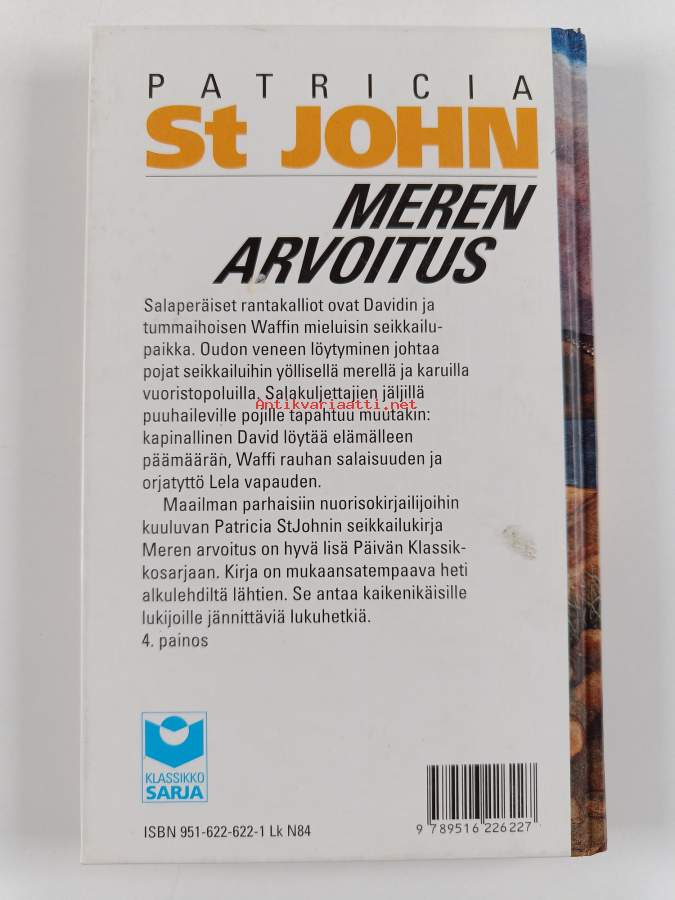 PATRICIA
St JOHN
MEREN
ARVOITUS
Salaperäiset rantakalliot ovat Davidin ja
tummaihoisen Waffin mieluisin seikkailu-
paikka. Oudon veneen löytyminen johtaa
pojat seikkailuihin yöllisellä merellä ja karuilla
vuoristopoluilla. Salakuljettajien jäljillä
Antikvariaatti.net
puuhaileville pojille tapahtuu muutakin:
kapinallinen David löytää elämälleen
päämäärän, Waffi rauhan salaisuuden ja
orjatyttö Lela vapauden.
Maailman parhaisiin nuorisokirjailijoihin
kuuluvan Patricia StJohnin seikkailukirja
Meren arvoitus on hyvä lisä Päivän Klassik-
kosarjaan. Kirja on mukaansatempaava heti
alkulehdiltä lähtien. Se antaa kaikenikäisille
lukijoille jännittäviä lukuhetkiä.
4. painos
KLASSIKKO
SARJA
ISBN 951-622-622-1 Lk N84
9 789516 226227